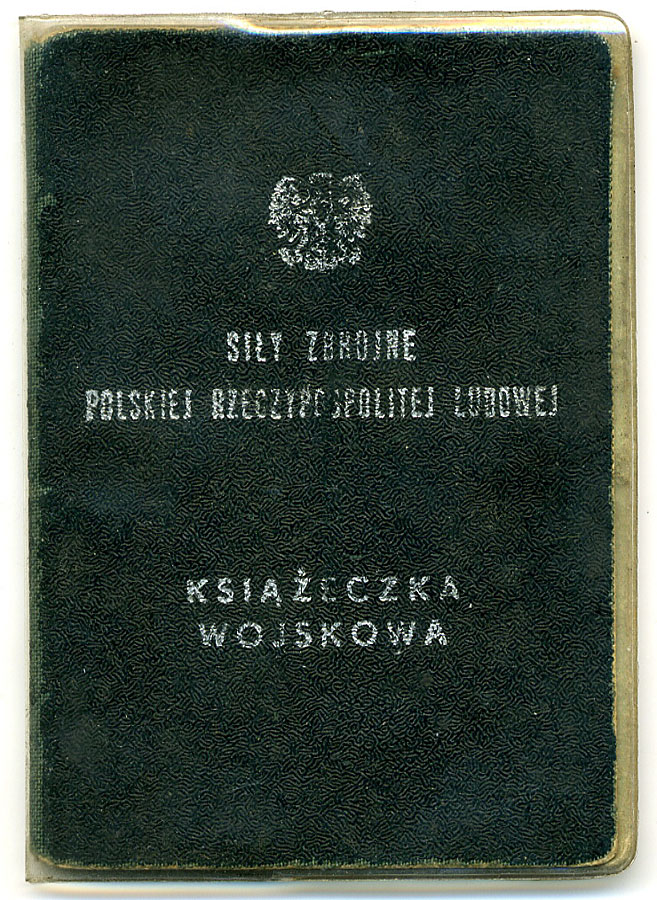 SIŁY ZBROJNE
POLSKIEJ RZECZYPOSPOLITEJ LUDOWEJ
KSIĄŻECZKA
WOJSKOWA